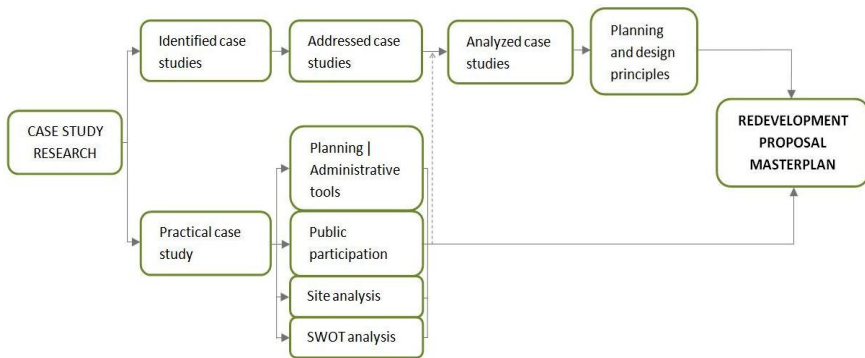 Identified case
studies
Addressed case
studies
Analyzed case
studies
Planning
and design
principles
CASE STUDY
RESEARCH
REDEVELOPMENT
PROPOSAL
MASTERPLAN
Planning |
Administrative
tools
Practical case
study
Public
participation
Site analysis
SWOT analysis